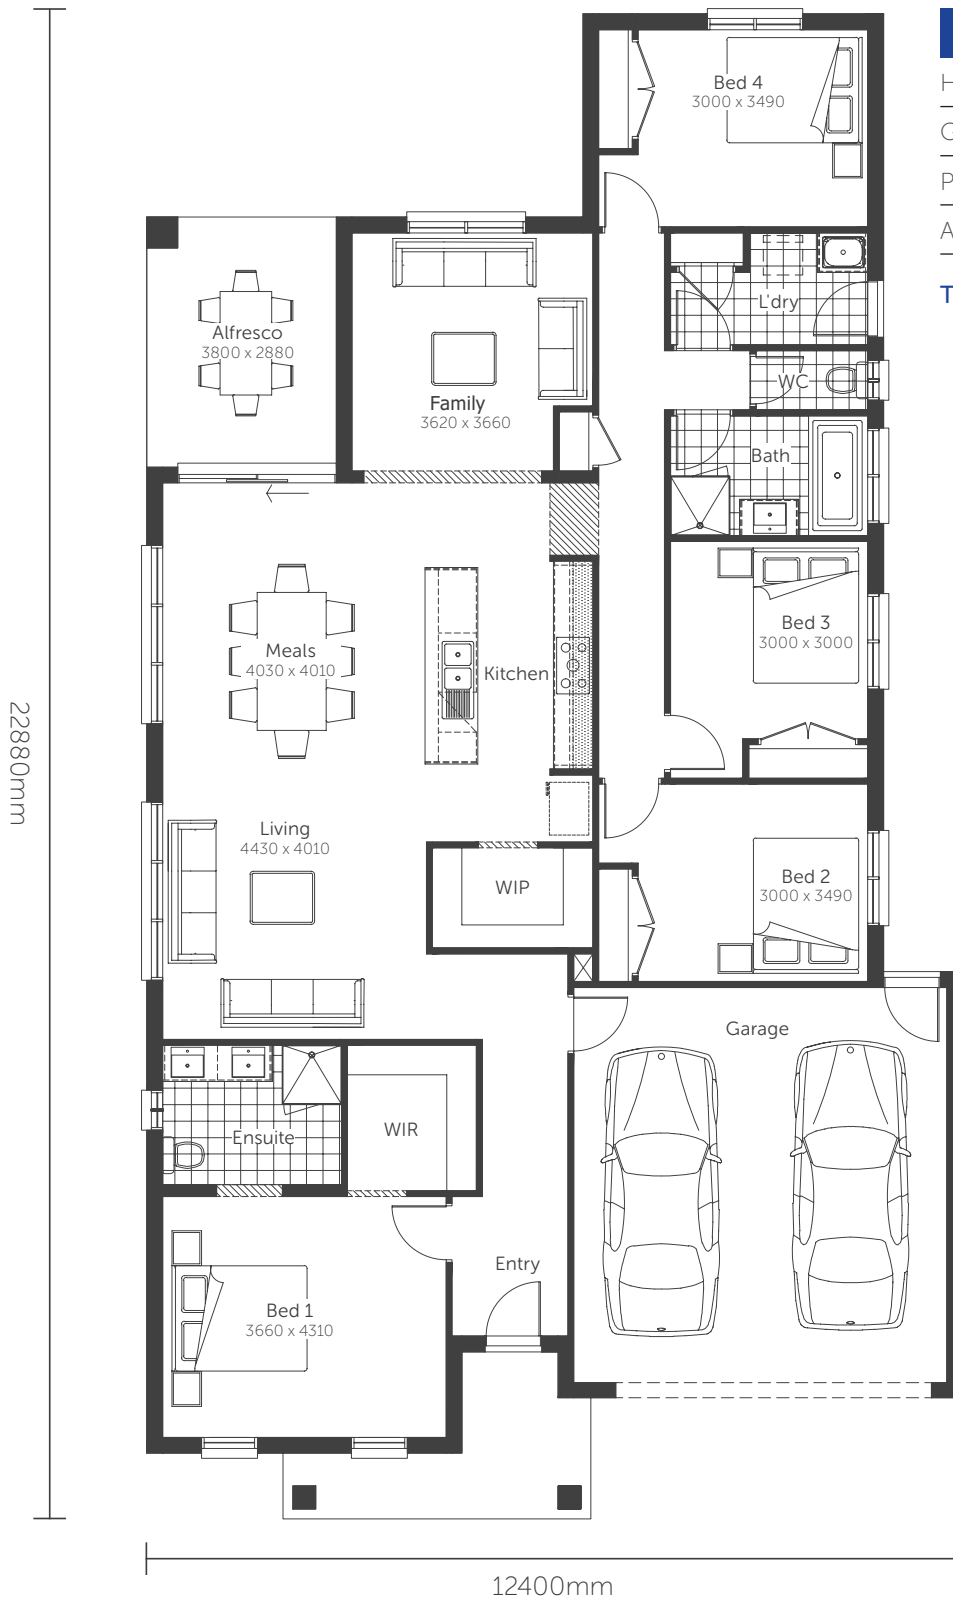 Bed 4
3000 x 3490
H
G
P
A
T
L'dry
Alfresco
3800 x 2880
WC
Family
3620 x 3660
Bath
Bed 3
3000 x 3000
Meals
4030 x 4010
Kitchen
22880mm
Living
4430 x 4010
WIP
Bed 2
3000 x 3490
Garage
WIR
Ensuite
Entry
Bed 1
3660 x 4310
12400mm